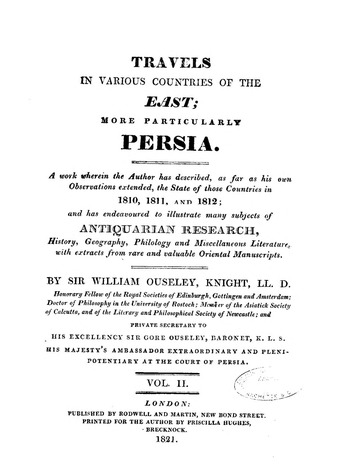 TRAVELS
IN VARIOUS COUNTRIES OF THE
EAST;
MORE PARTICULARLY
PERSIA.
A work wherein the Author has described, as far as his own
Observations extended, the State of those Countries in
1810, 1811, AND 1812;
and has endeavoured to illustrate many subjects of
ANTIQUARIAN RESEARCH,
History, Geography, Philology and Miscellaneous Literature,
with extracts from rare and valuable Oriental Manuscripts.
BY SIR WILLIAM OUSELEY, KNIGHT, LL. D.
Honorary Fellow of the Royal Societies of Edinburgh, Gottingen and Amsterdam;
Doctor of Philosophy in the University of Rostock; Member of the Asiatick Society
of Calcutta, and of the Literary and Philosophical Society of Newcastle; and
PRIVATE SECRETARY TO
HIS EXCELLENCY SIR GORE OUSELEY, BARONET, K. L. S.
HIS MAJESTY'S AMBASSADOR EXTRAORDINARY AND PLENI-
POTENTIARY AT THE COURT OF PERSIA.
VOL. II.
LONDON:
PUBLISHED BY RODWELL AND MARTIN, NEW BOND STREET.
PRINTED FOR THE AUTHOR BY PRISCILLA HUGHES,
BRECKNOCK.
1821.